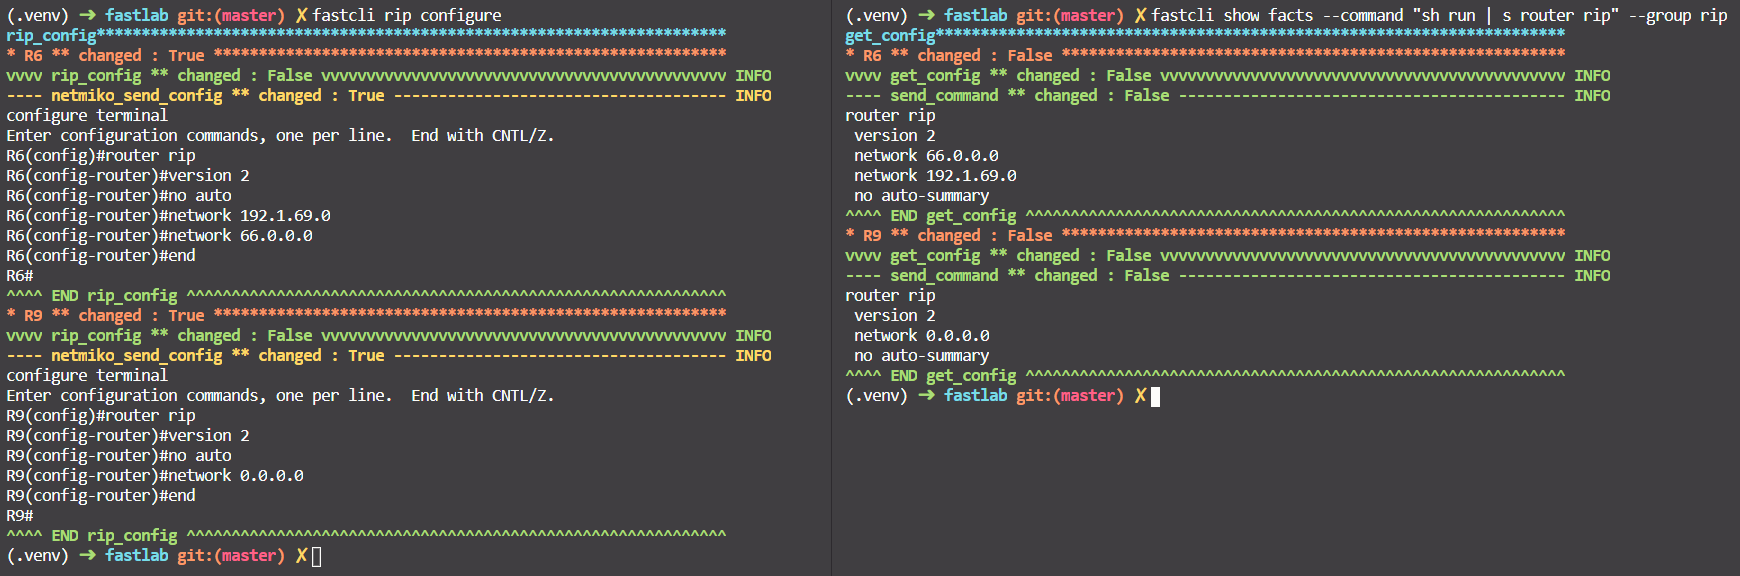 (.venv) → fastlab git:(master) ✗ fastcli rip configure
rip_config**********************************************************************
* R6 ** changed : True *********************************************************
vvvv rip_config ** changed : False vvvvvvvvvvvvvvvvvvvvvvvvvvvvvvvvvvvvvvvvvvvvv INFO
---- netmiko_send_config ** changed : True ------------------------------------- INFO
configure terminal
Enter configuration commands, one per line.  End with CNTL/Z.
R6(config)#router rip
R6(config-router)#version 2
R6(config-router)#no auto
R6(config-router)#network 192.1.69.0
R6(config-router)#network 66.0.0.0
R6(config-router)#end
R6#
^^^^ END rip_config ^^^^^^^^^^^^^^^^^^^^^^^^^^^^^^^^^^^^^^^^^^^^^^^^^^^^^^^^^^^^
* R9 ** changed : True *********************************************************
vvvv rip_config ** changed : False vvvvvvvvvvvvvvvvvvvvvvvvvvvvvvvvvvvvvvvvvvvvv INFO
---- netmiko_send_config ** changed : True ------------------------------------- INFO
configure terminal
Enter configuration commands, one per line.  End with CNTL/Z.
R9(config)#router rip
R9(config-router)#version 2
R9(config-router)#no auto
R9(config-router)#network 0.0.0.0
R9(config-router)#end
R9#
^^^^ END rip_config ^^^^^^^^^^^^^^^^^^^^^^^^^^^^^^^^^^^^^^^^^^^^^^^^^^^^^^^^^^^^
(.venv) → fastlab git:(master) ✗
(.venv) → fastlab git:(master) ✗ fastcli show facts --command "sh run | s router rip" --group rip
get_config**********************************************************************
* R6 ** changed : False ********************************************************
vvvv get_config ** changed : False vvvvvvvvvvvvvvvvvvvvvvvvvvvvvvvvvvvvvvvvvvvvv INFO
---- send_command ** changed : False ------------------------------------------- INFO
router rip
 version 2
 network 66.0.0.0
 network 192.1.69.0
 no auto-summary
^^^^ END get_config ^^^^^^^^^^^^^^^^^^^^^^^^^^^^^^^^^^^^^^^^^^^^^^^^^^^^^^^^^^^^
* R9 ** changed : False ********************************************************
vvvv get_config ** changed : False vvvvvvvvvvvvvvvvvvvvvvvvvvvvvvvvvvvvvvvvvvvvv INFO
---- send_command ** changed : False ------------------------------------------- INFO
router rip
 version 2
 network 0.0.0.0
 no auto-summary
^^^^ END get_config ^^^^^^^^^^^^^^^^^^^^^^^^^^^^^^^^^^^^^^^^^^^^^^^^^^^^^^^^^^^^
(.venv) → fastlab git:(master) ✗